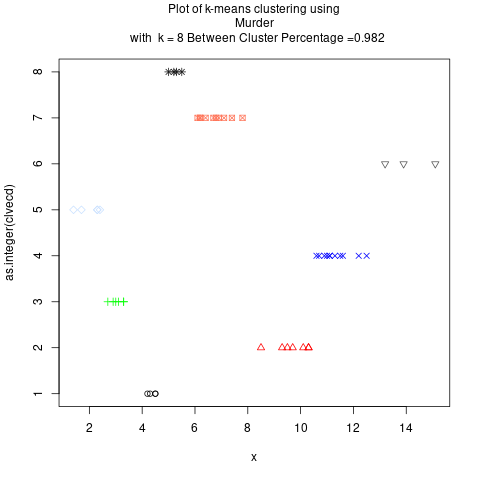 Plot of k-means clustering using
Murder
with k = 8 Between Cluster Percentage =0.982
8
7
6
5
4
3
2
1
as.integer(clvecd)
2 4 6 8 10 12 14
x